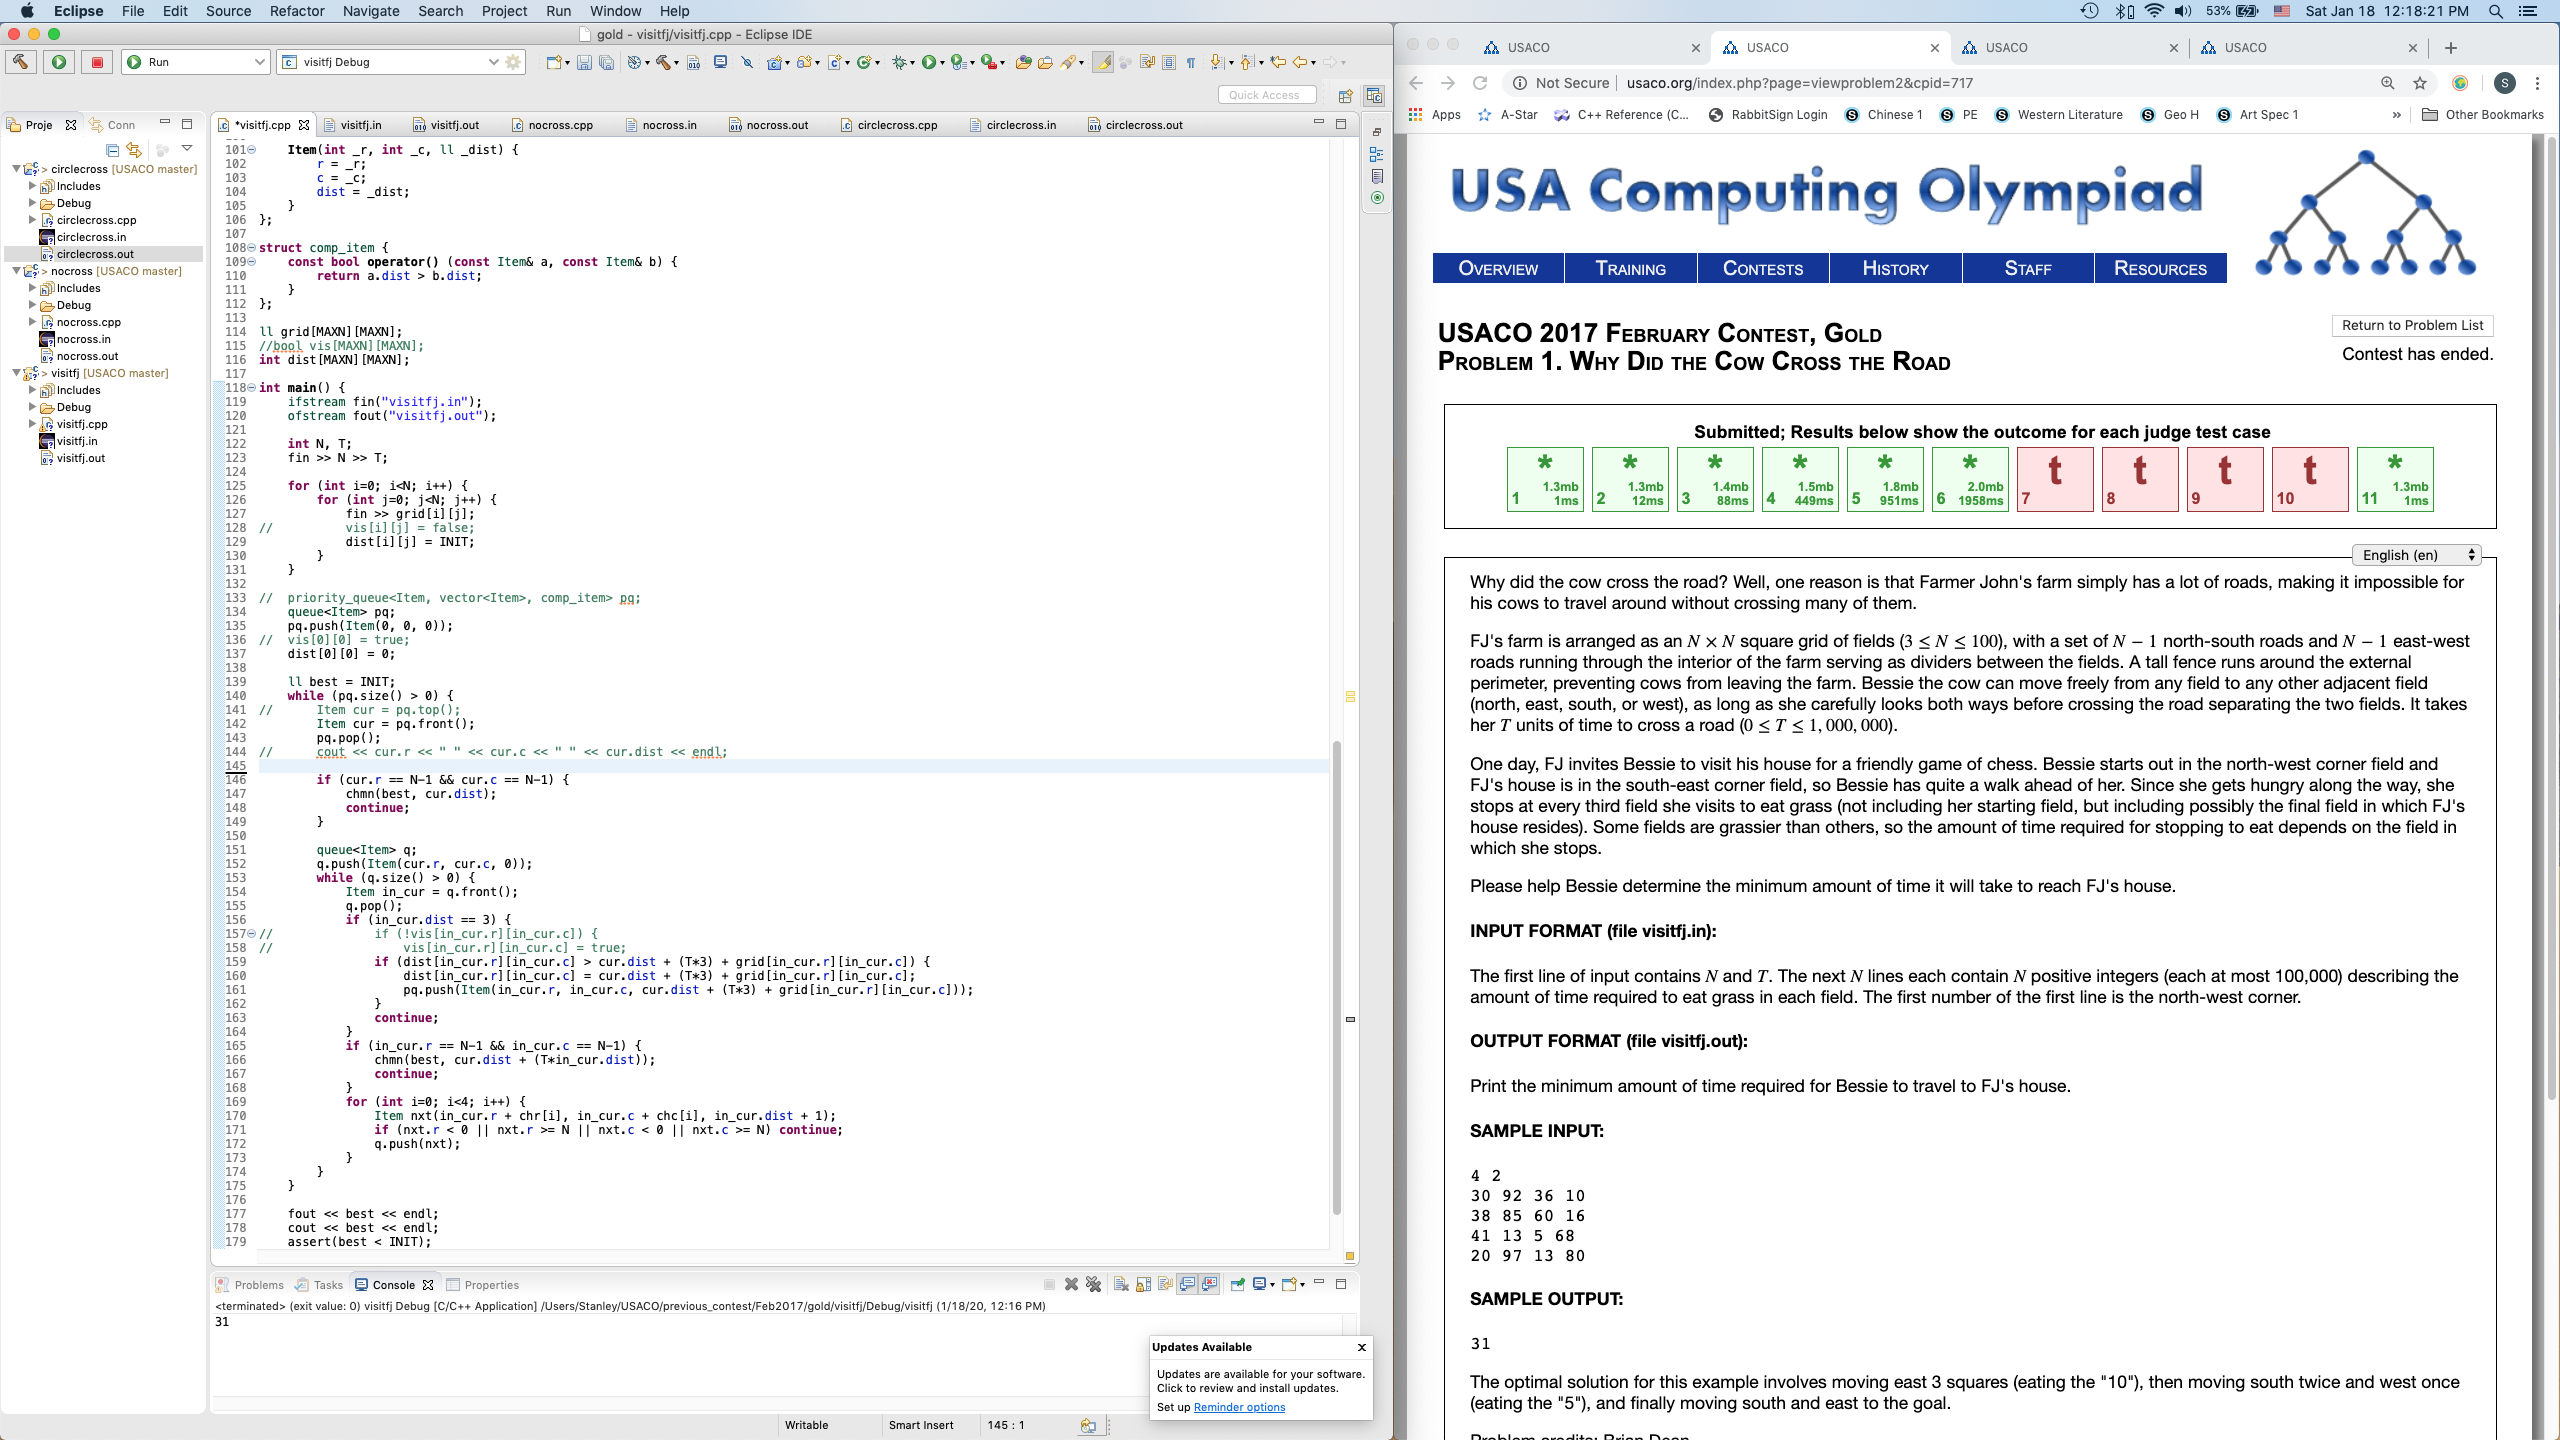 Eclipse File Edit Source Refactor Navigate Search Project Run Window Help
53% Sat Jan 18 12:18:21 PM
gold - visitfj/visitfj.cpp - Eclipse IDE
Run
visitfj Debug
Quick Access
Proje
Conn
> circlecross [USACO master]
Includes
Debug
circlecross.cpp
circlecross.in
circlecross.out
> nocross [USACO master]
Includes
Debug
nocross.cpp
nocross.in
nocross.out
> visitfj [USACO master]
Includes
Debug
visitfj.cpp
visitfj.in
visitfj.out
*visitfj.cpp visitfj.in visitfj.out nocross.cpp nocross.in nocross.out circlecross.cpp circlecross.in circlecross.out
101 Item(int _r, int _c, ll _dist) {
102 r = _r;
103 c = _c;
104 dist = _dist;
105 }
106 };
107
108 struct comp_item {
109 const bool operator() (const Item& a, const Item& b) {
110 return a.dist > b.dist;
111 }
112 };
113
114 ll grid[MAXN][MAXN];
115 //bool vis[MAXN][MAXN];
116 int dist[MAXN][MAXN];
117
118 int main() {
119 ifstream fin("visitfj.in");
120 ofstream fout("visitfj.out");
121
122 int N, T;
123 fin >> N >> T;
124
125 for (int i=0; i<N; i++) {
126 for (int j=0; j<N; j++) {
127 fin >> grid[i][j];
128 // vis[i][j] = false;
129 dist[i][j] = INIT;
130 }
131 }
132
133 // priority_queue<Item, vector<Item>, comp_item> pq;
134 queue<Item> pq;
135 pq.push(Item(0, 0, 0));
136 // vis[0][0] = true;
137 dist[0][0] = 0;
138
139 ll best = INIT;
140 while (pq.size() > 0) {
141 // Item cur = pq.top();
142 Item cur = pq.front();
143 pq.pop();
144 // cout << cur.r << " " << cur.c << " " << cur.dist << endl;
145
146 if (cur.r == N-1 && cur.c == N-1) {
147 chmn(best, cur.dist);
148 continue;
149 }
150
151 queue<Item> q;
152 q.push(Item(cur.r, cur.c, 0));
153 while (q.size() > 0) {
154 Item in_cur = q.front();
155 q.pop();
156 if (in_cur.dist == 3) {
157 // if (!vis[in_cur.r][in_cur.c]) {
158 // vis[in_cur.r][in_cur.c] = true;
159 if (dist[in_cur.r][in_cur.c] > cur.dist + (T*3) + grid[in_cur.r][in_cur.c]) {
160 dist[in_cur.r][in_cur.c] = cur.dist + (T*3) + grid[in_cur.r][in_cur.c];
161 pq.push(Item(in_cur.r, in_cur.c, cur.dist + (T*3) + grid[in_cur.r][in_cur.c]));
162 }
163 continue;
164 }
165 if (in_cur.r == N-1 && in_cur.c == N-1) {
166 chmn(best, cur.dist + (T*in_cur.dist));
167 continue;
168 }
169 for (int i=0; i<4; i++) {
170 Item nxt(in_cur.r + chr[i], in_cur.c + chc[i], in_cur.dist + 1);
171 if (nxt.r < 0 || nxt.r >= N || nxt.c < 0 || nxt.c >= N) continue;
172 q.push(nxt);
173 }
174 }
175 }
176
177 fout << best << endl;
178 cout << best << endl;
179 assert(best < INIT);
Problems Tasks Console Properties
<terminated> (exit value: 0) visitfj Debug [C/C++ Application] /Users/Stanley/USACO/previous_contest/Feb2017/gold/visitfj/Debug/visitfj (1/18/20, 12:16 PM)
31
Updates Available x
Updates are available for your software.
Click to review and install updates.
Set up Reminder options
Writable Smart Insert 145 : 1
USACO USACO USACO USACO
Not Secure | usaco.org/index.php?page=viewproblem2&cpid=717
S
Apps A-Star C++ Reference (C... RabbitSign Login Chinese 1 PE Western Literature Geo H Art Spec 1 » Other Bookmarks
USA Computing Olympiad
OVERVIEW TRAINING CONTESTS HISTORY STAFF RESOURCES
USACO 2017 FEBRUARY CONTEST, GOLD
PROBLEM 1. WHY DID THE COW CROSS THE ROAD
Return to Problem List
Contest has ended.
Submitted; Results below show the outcome for each judge test case
* * * * * * t t t t *
1 1.3mb 1ms
2 1.3mb 12ms
3 1.4mb 88ms
4 1.5mb 449ms
5 1.8mb 951ms
6 2.0mb 1958ms
7
8
9
10
11 1.3mb 1ms
English (en)
Why did the cow cross the road? Well, one reason is that Farmer John's farm simply has a lot of roads, making it impossible for
his cows to travel around without crossing many of them.
FJ's farm is arranged as an N × N square grid of fields (3 ≤ N ≤ 100), with a set of N − 1 north-south roads and N − 1 east-west
roads running through the interior of the farm serving as dividers between the fields. A tall fence runs around the external
perimeter, preventing cows from leaving the farm. Bessie the cow can move freely from any field to any other adjacent field
(north, east, south, or west), as long as she carefully looks both ways before crossing the road separating the two fields. It takes
her T units of time to cross a road (0 ≤ T ≤ 1,000,000).
One day, FJ invites Bessie to visit his house for a friendly game of chess. Bessie starts out in the north-west corner field and
FJ's house is in the south-east corner field, so Bessie has quite a walk ahead of her. Since she gets hungry along the way, she
stops at every third field she visits to eat grass (not including her starting field, but including possibly the final field in which FJ's
house resides). Some fields are grassier than others, so the amount of time required for stopping to eat depends on the field in
which she stops.
Please help Bessie determine the minimum amount of time it will take to reach FJ's house.
INPUT FORMAT (file visitfj.in):
The first line of input contains N and T. The next N lines each contain N positive integers (each at most 100,000) describing the
amount of time required to eat grass in each field. The first number of the first line is the north-west corner.
OUTPUT FORMAT (file visitfj.out):
Print the minimum amount of time required for Bessie to travel to FJ's house.
SAMPLE INPUT:
4 2
30 92 36 10
38 85 60 16
41 13 5 68
20 97 13 80
SAMPLE OUTPUT:
31
The optimal solution for this example involves moving east 3 squares (eating the "10"), then moving south twice and west once
(eating the "5"), and finally moving south and east to the goal.
Problem credits: Brian Dean